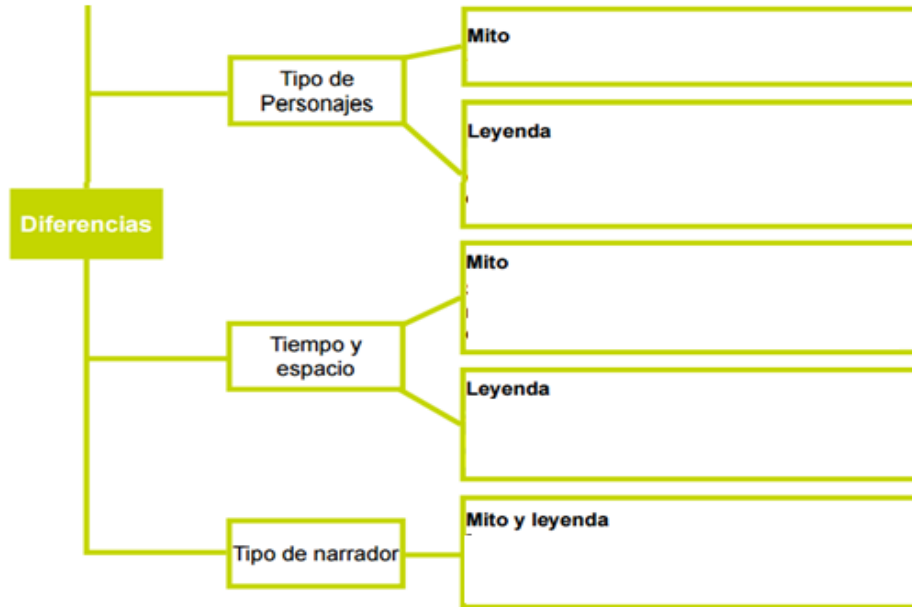 Mito
Tipo de
Personajes
Leyenda
Diferencias
Mito
Tiempo y
espacio
Leyenda
Mito y leyenda
Tipo de narrador